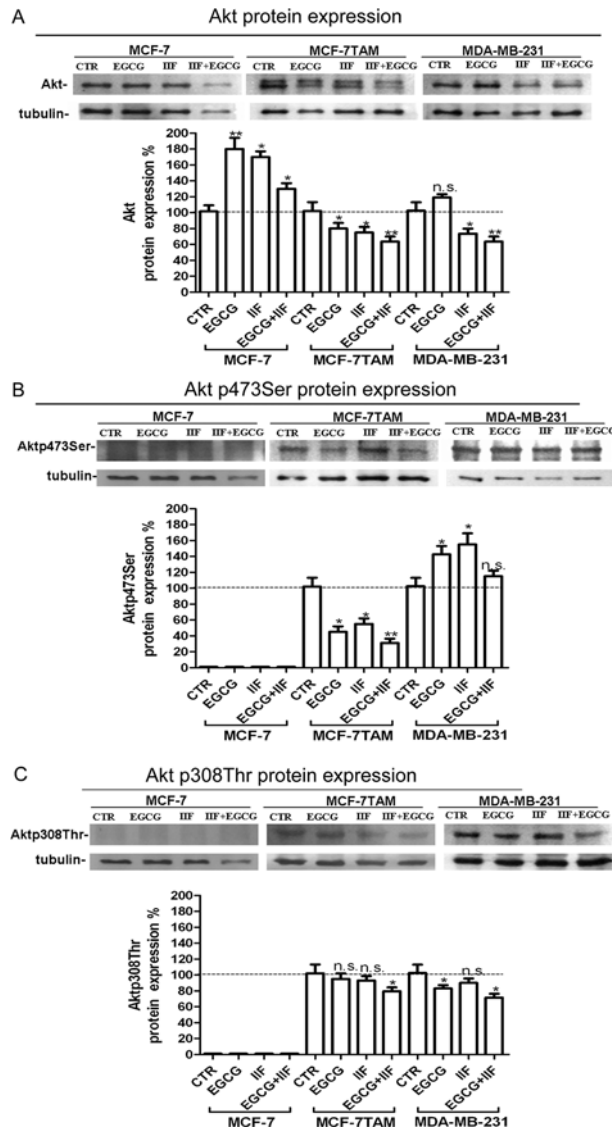 A
Akt protein expression
MCF-7 MCF-7TAM MDA-MB-231
CTR EGCG IIF IIF+EGCG CTR EGCG IIF IIF+EGCG CTR EGCG IIF IIF+EGCG
Akt-
tubulin-
Akt
protein expression %
200
180
160
140
120
100
80
60
40
20
0
** * * * * ** n.s. * **
CTR EGCG IIF EGCG+IIF CTR EGCG IIF EGCG+IIF CTR EGCG IIF EGCG+IIF
MCF-7 MCF-7TAM MDA-MB-231
B
Akt p473Ser protein expression
MCF-7 MCF-7TAM MDA-MB-231
CTR EGCG IIF IIF+EGCG CTR EGCG IIF IIF+EGCG CTR EGCG IIF IIF+EGCG
Aktp473Ser-
tubulin-
Aktp473Ser
protein expression %
200
180
160
140
120
100
80
60
40
20
0
* * ** * * n.s.
CTR EGCG IIF EGCG+IIF CTR EGCG IIF EGCG+IIF CTR EGCG IIF EGCG+IIF
MCF-7 MCF-7TAM MDA-MB-231
C
Akt p308Thr protein expression
MCF-7 MCF-7TAM MDA-MB-231
CTR EGCG IIF IIF+EGCG CTR EGCG IIF IIF+EGCG CTR EGCG IIF IIF+EGCG
Aktp308Thr-
tubulin-
Aktp308Thr
protein expression %
200
180
160
140
120
100
80
60
40
20
0
n.s. n.s. * * n.s. *
CTR EGCG IIF EGCG+IIF CTR EGCG IIF EGCG+IIF CTR EGCG IIF EGCG+IIF
MCF-7 MCF-7TAM MDA-MB-231